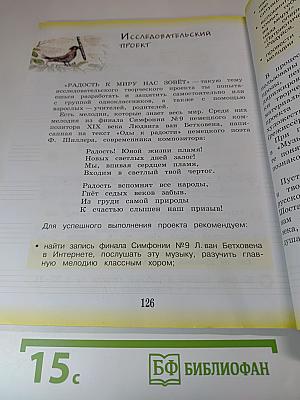 Исследовательский
проект
«РАДОСТЬ К МИРУ НАС ЗОВЁТ» — такую тему
исследовательского творческого проекта ты попыта-
ешься разработать и защитить самостоятельно или
с группой одноклассников, а также с помощью
взрослых — учителей, родителей.
Есть мелодии, которые знает весь мир. Среди них
мелодия из финала Симфонии № 9 немецкого ком-
позитора XIX века Людвига ван Бетховена, напи-
санная на текст «Оды к радости» немецкого поэта
Ф. Шиллера, современника композитора:
Радость! Юной жизни пламя!
Новых светлых дней залог!
Мы, впивая сердцем пламя,
Входим в светлый твой чертог.
Радость вспомнят все народы,
Гнёт седых веков забыв.
Из груди самой природы
К счастью слышен наш призыв!
Для успешного выполнения проекта рекомендуем:
• найти запись финала Симфонии № 9 Л. ван Бетховена
в Интернете, послушать эту музыку, разучить глав-
ную мелодию классным хором;
126
15 с
БФ БИБЛИОФАН